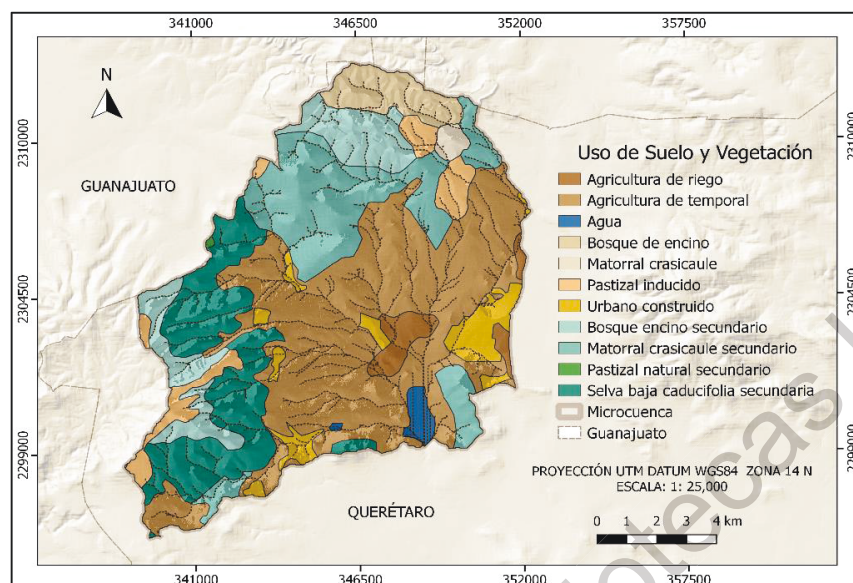 341000 346500 352000 357500
N
2310000 2310000
GUANAJUATO
Uso de Suelo y Vegetación
Agricultura de riego
Agricultura de temporal
Agua
Bosque de encino
Matorral crasicaule
Pastizal inducido
2304500 2304500
Urbano construido
Bosque encino secundario
Matorral crasicaule secundario
Pastizal natural secundario
Selva baja caducifolia secundaria
Microcuenca
Guanajuato
2299000 2299000
PROYECCIÓN UTM DATUM WGS84 ZONA 14 N
ESCALA: 1: 25,000
QUERÉTARO
0 1 2 3 4 km
341000 346500 352000 357500